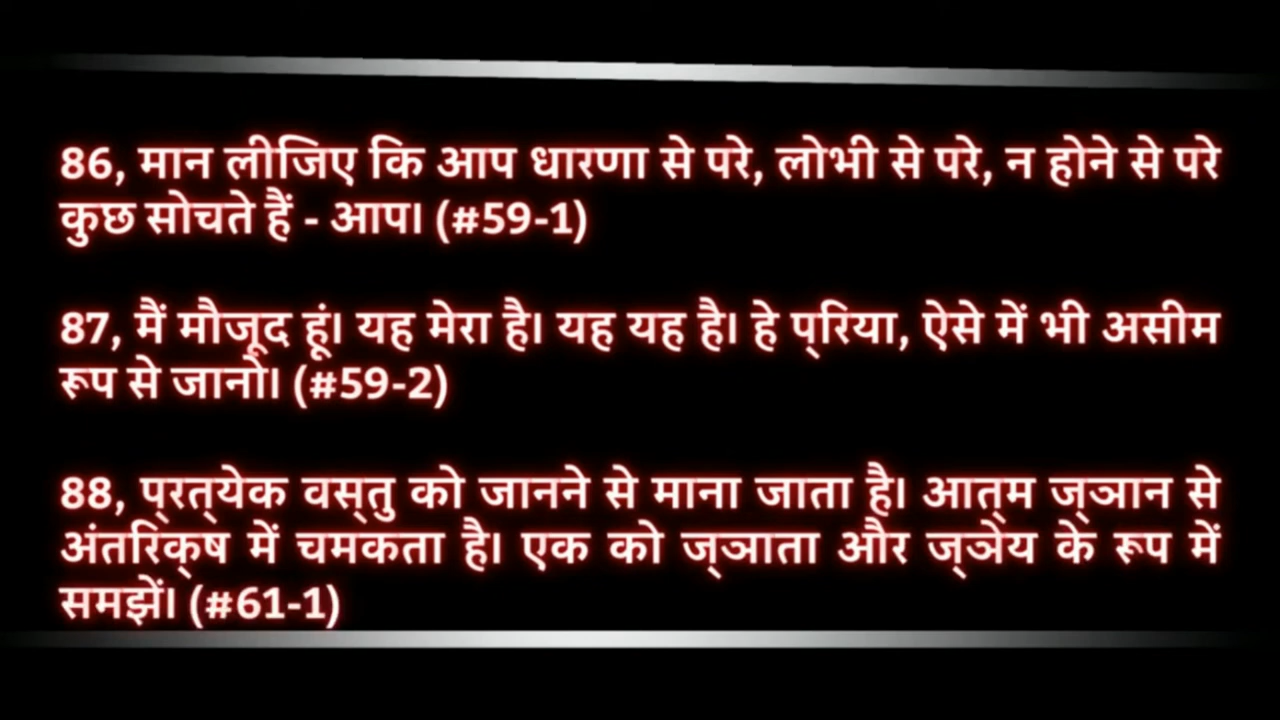 86, मान लीजिए कि आप धारणा से परे, लोभी से परे, न होने से परे
कुछ सोचते हैं - आप। (#59-1)
87, मैं मौजूद हूं। यह मेरा है। यह यह है। हे प्‌रिया, ऐसे में भी असीम
रूप से जानो। (#59-2)
88, प्‌रत्‌येक वस्‌तु को जानने से माना जाता है। आत्‌म ज्‌ञान से
अंतरिक्‌ष में चमकता है। एक को ज्‌ञाता और ज्‌ञेय के रूप में
समझें। (#61-1)